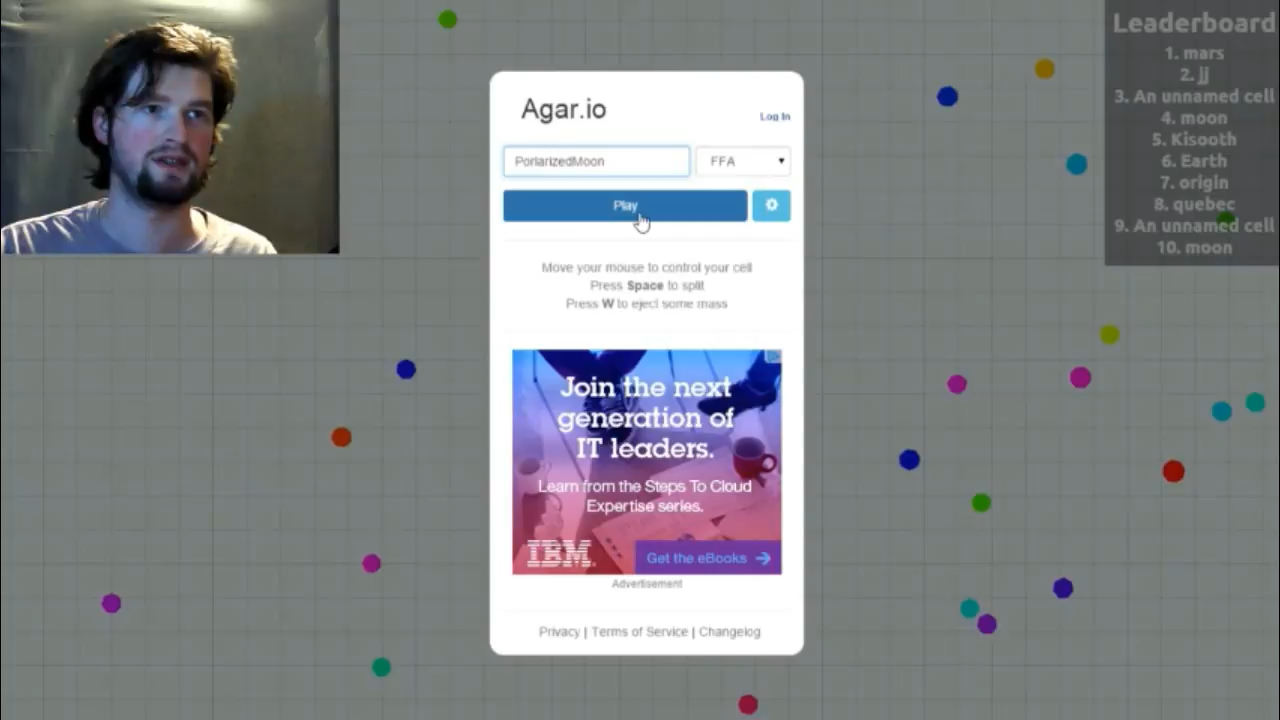 Agar.io
Log In
PorlarizedMoon
FFA
Play
Move your mouse to control your cell
Press Space to split
Press W to eject some mass
Join the next
generation of
IT leaders.
Learn from the Steps To Cloud
Expertise series.
IBM.
Get the eBooks
Advertisement
Privacy | Terms of Service | Changelog
Leaderboard
1. mars
2. jj
3. An unnamed cell
4. moon
5. Kisooth
6. Earth
7. origin
8. quebec
9. An unnamed cell
10. moon